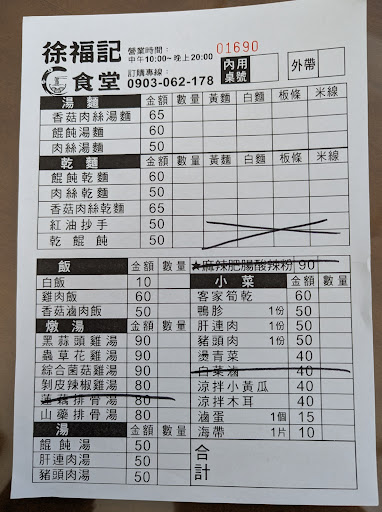 徐福記
食堂
營業時間：
中午10:00~晚上20:00
訂購專線：
0903-062-178
01690
內用
桌號
外帶
湯麵 金額 數量 黃麵 白麵 板條 米線
香菇肉絲湯麵 65
餛飩湯麵 60
肉絲湯麵 50
乾麵 金額 數量 黃麵 白麵 板條 米線
餛飩乾麵 60
肉絲乾麵 50
香菇肉絲乾麵 65
紅油抄手 50
乾餛飩 50
飯 金額 數量
白飯 10
雞肉飯 60
香菇滷肉飯 50
燉湯 金額 數量
黑蒜頭雞湯 90
蟲草花雞湯 90
綜合菌菇雞湯 90
剝皮辣椒雞湯 80
蓮藕排骨湯 80
山藥排骨湯 80
湯 金額 數量
餛飩湯 50
肝連肉湯 50
豬頭肉湯 50
★麻辣肥腸酸辣粉 90
小菜 金額 數量
客家筍乾 60
鴨胗 1份 50
肝連肉 1份 50
豬頭肉 1份 50
燙青菜 40
白菜滷 40
涼拌小黃瓜 40
涼拌木耳 40
滷蛋 1個 15
海帶 1片 10
合計